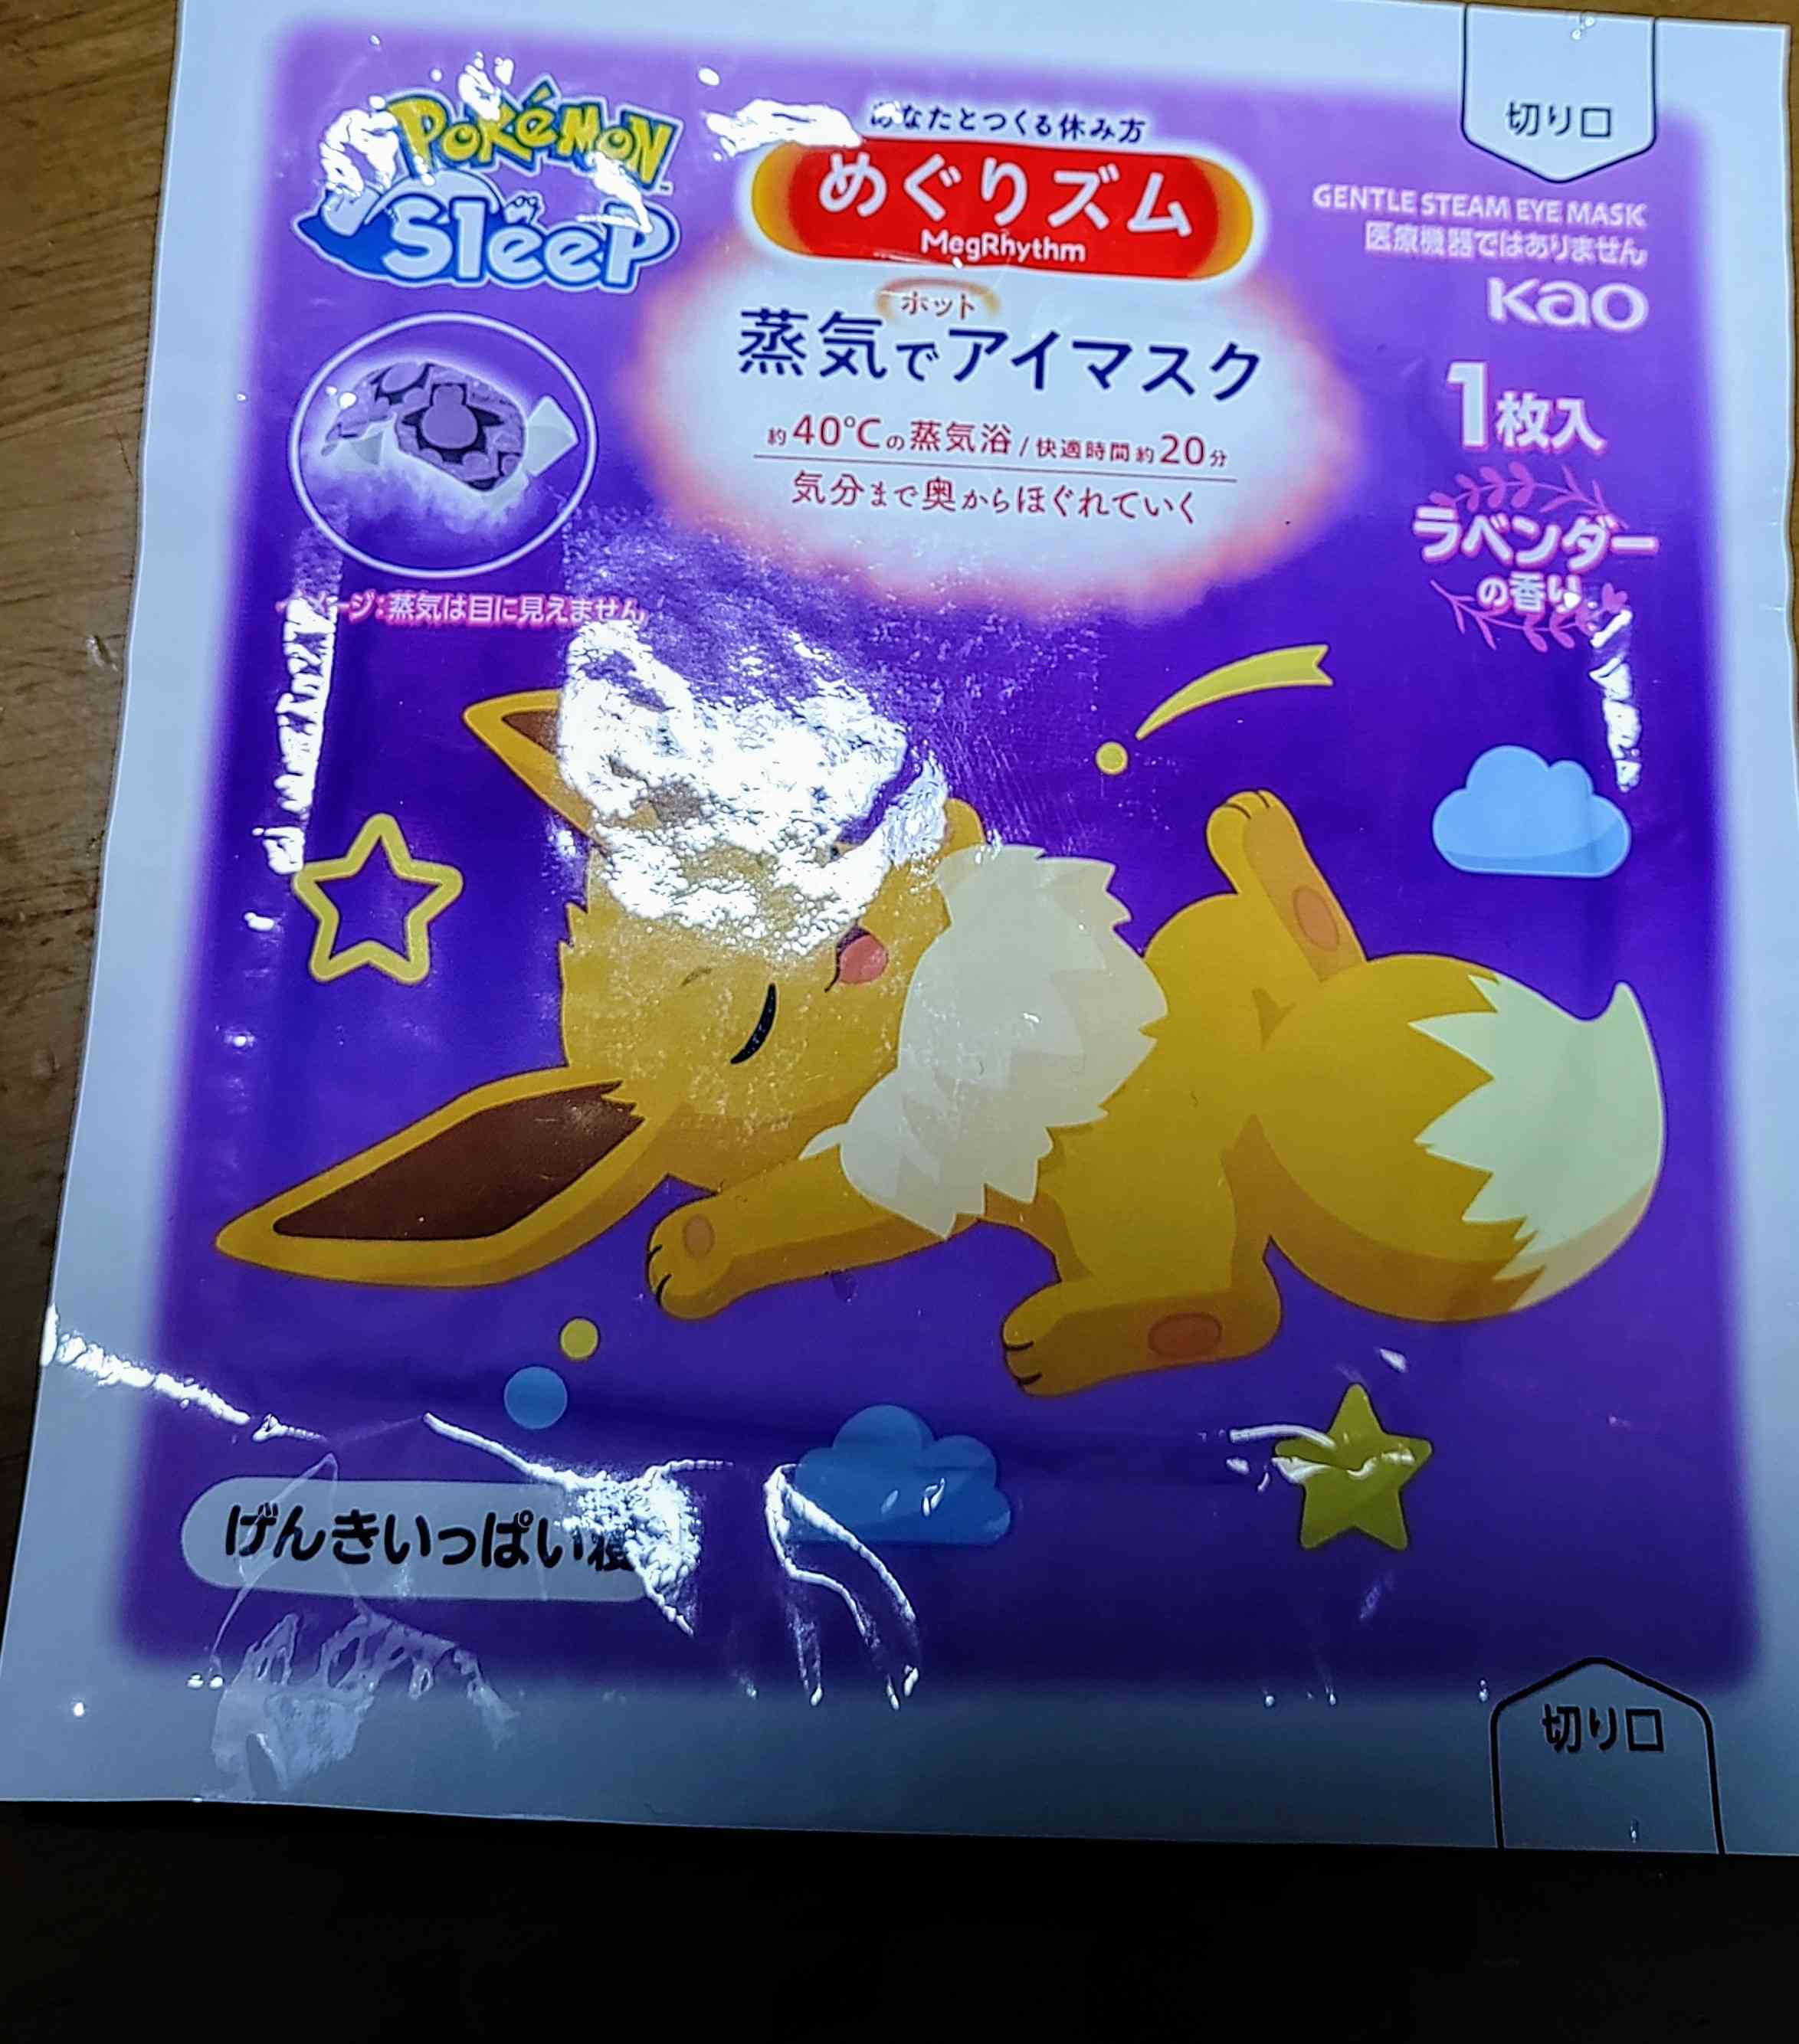 Pokémon
Sleep
あなたとつくる休み方
めぐりズム
MegRhythm
蒸気でホットアイマスク
約40℃の蒸気浴/快適時間約20分
気分まで奥からほぐれていく
切り口
GENTLE STEAM EYE MASK
医療機器ではありません
Kao
1枚入
ラベンダー
の香り
ージ:蒸気は目に見えません
げんきいっぱい寝
切り口